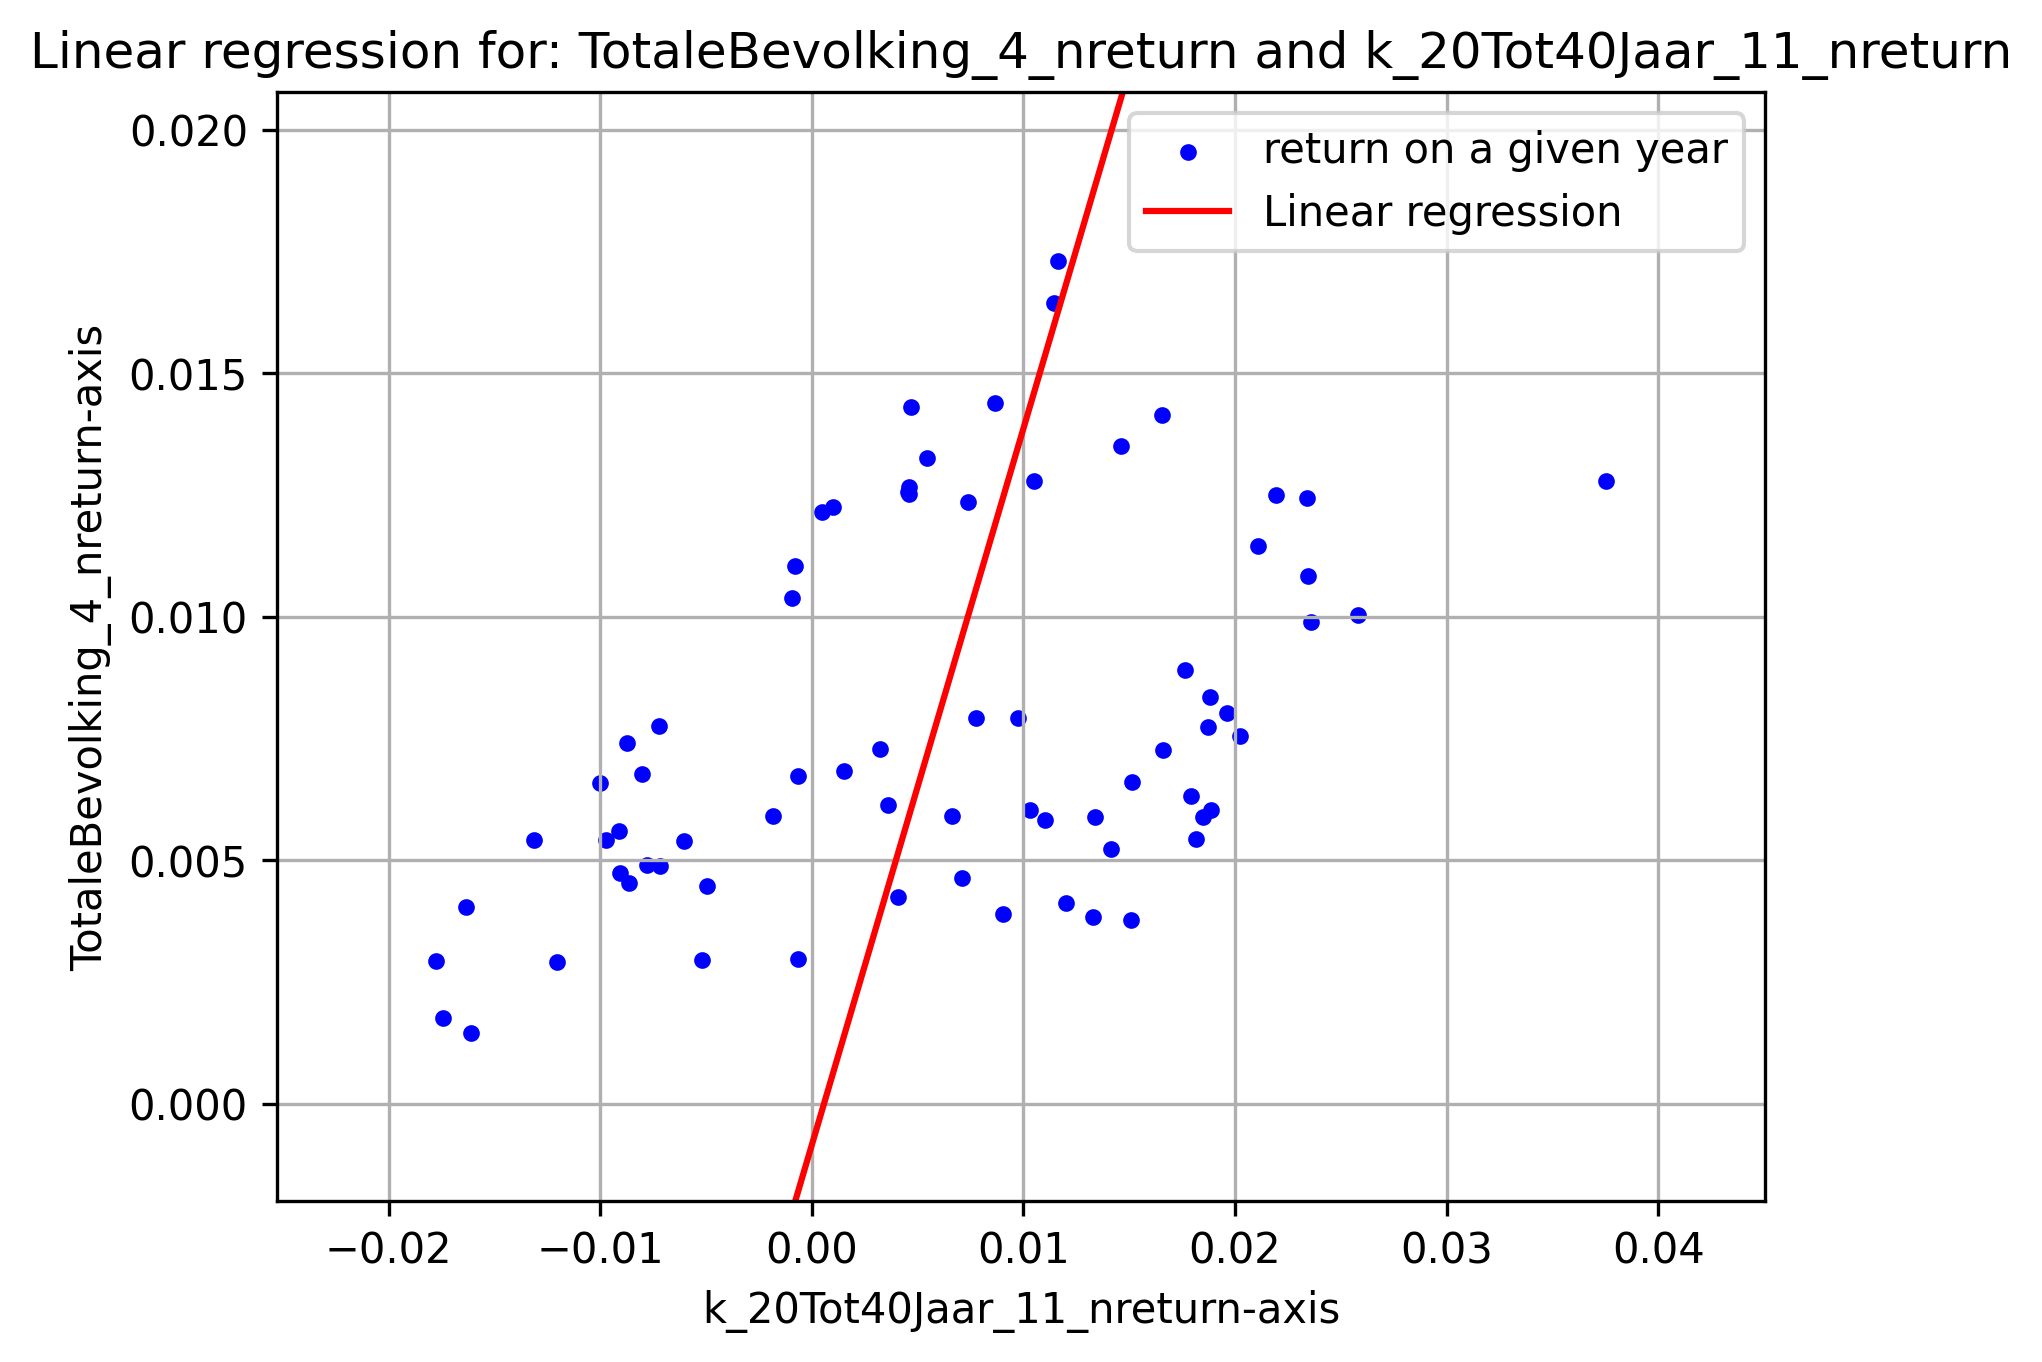 Linear regression for: TotaleBevolking_4_nreturn and k_20Tot40Jaar_11_nreturn
return on a given year
Linear regression
TotaleBevolking_4_nreturn-axis
0.020
0.015
0.010
0.005
0.000
−0.02 −0.01 0.00 0.01 0.02 0.03 0.04
k_20Tot40Jaar_11_nreturn-axis